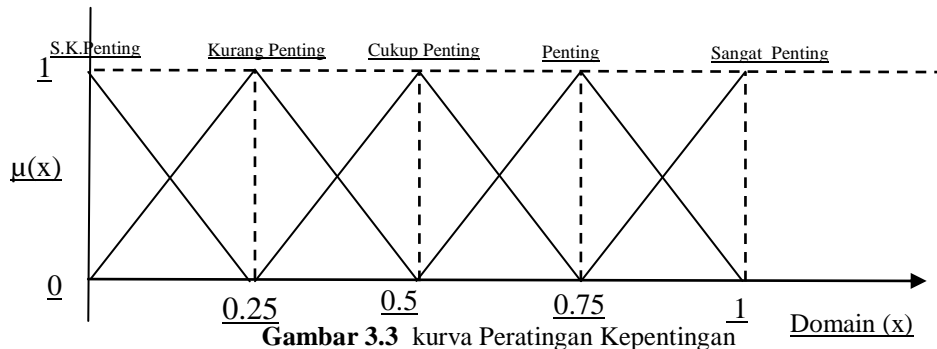 S.K.Penting Kurang Penting Cukup Penting Penting Sangat Penting
1
µ(x)
0
0.25 0.5 0.75 1 Domain (x)
Gambar 3.3 kurva Peratingan Kepentingan